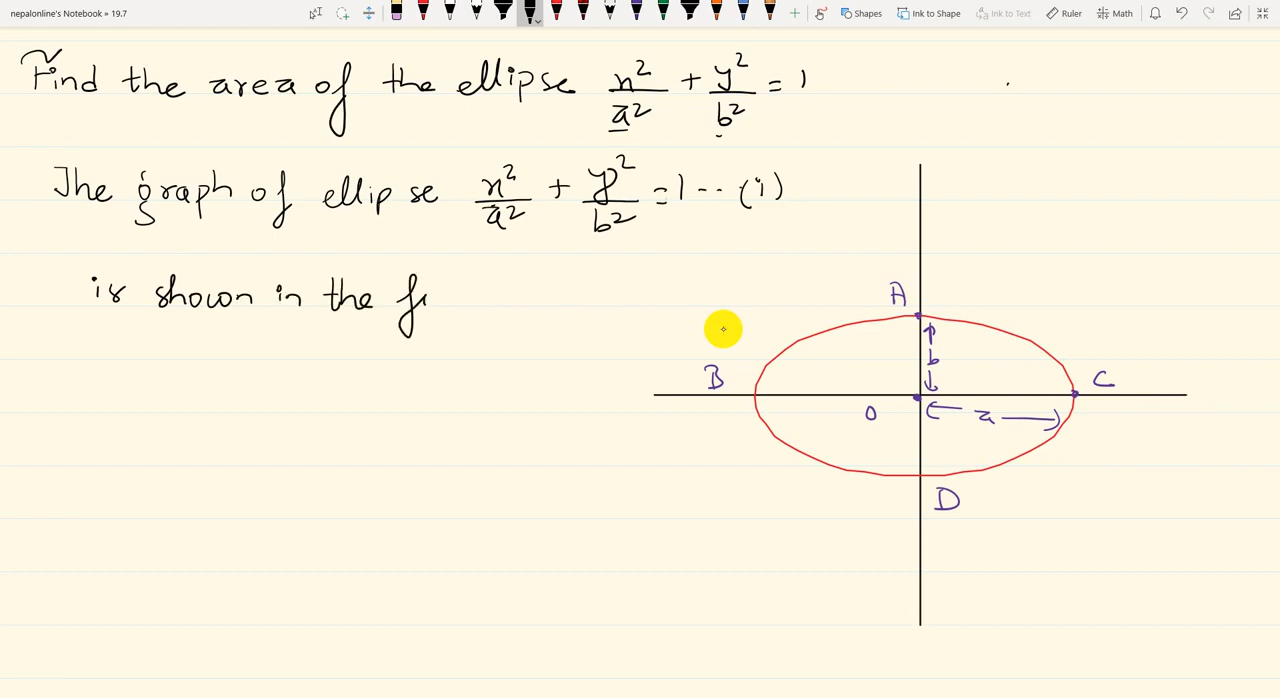 nepalonline's Notebook » 19.7
Shapes Ink to Shape Ink to Text Ruler Math
Find the area of the ellipse x²/a² + y²/b² = 1
The graph of ellipse x²/a² + y²/b² = 1 -- (i)
is shown in the
A
b
B C
O a
D